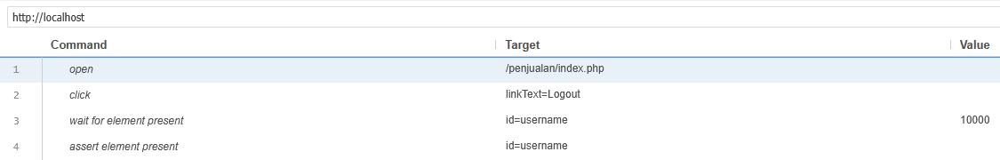 http://localhost
Command Target Value
1 open /penjualan/index.php
2 click linkText=Logout
3 wait for element present id=username 10000
4 assert element present id=username